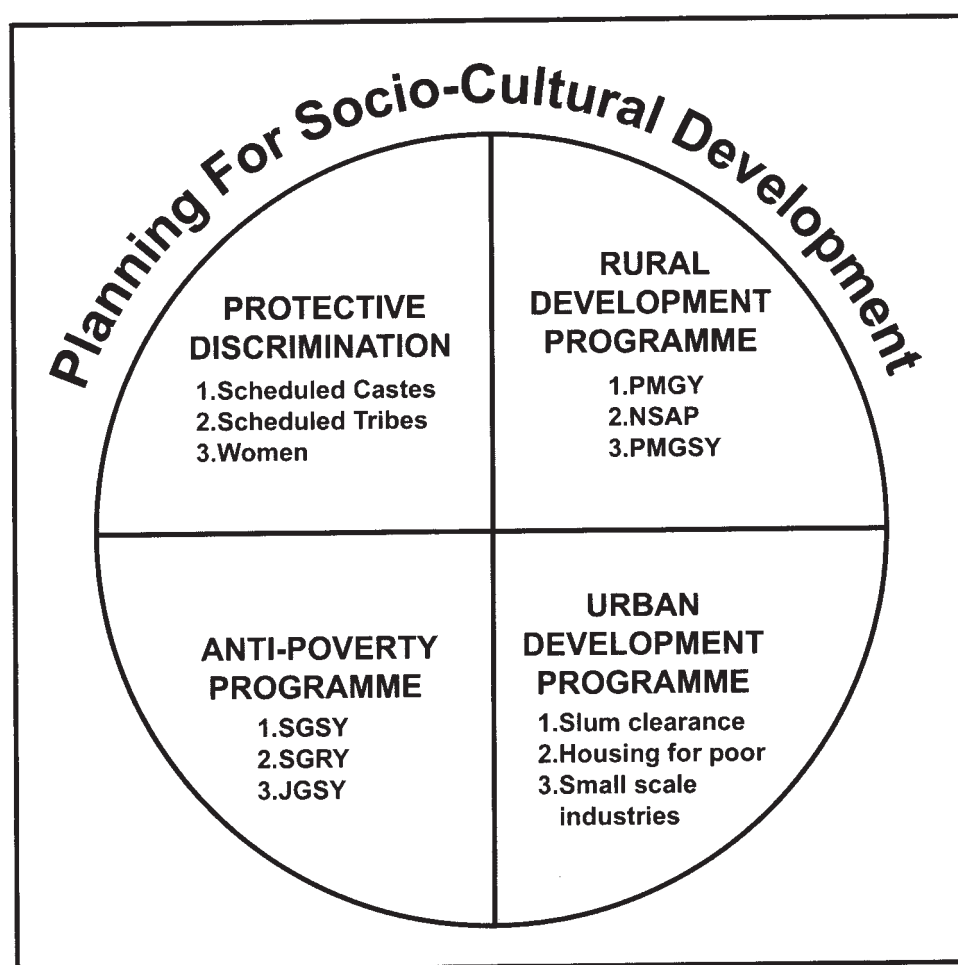 Planning For Socio-Cultural Development
PROTECTIVE
DISCRIMINATION
1.Scheduled Castes
2.Scheduled Tribes
3.Women
RURAL
DEVELOPMENT
PROGRAMME
1.PMGY
2.NSAP
3.PMGSY
ANTI-POVERTY
PROGRAMME
1.SGSY
2.SGRY
3.JGSY
URBAN
DEVELOPMENT
PROGRAMME
1.Slum clearance
2.Housing for poor
3.Small scale
industries